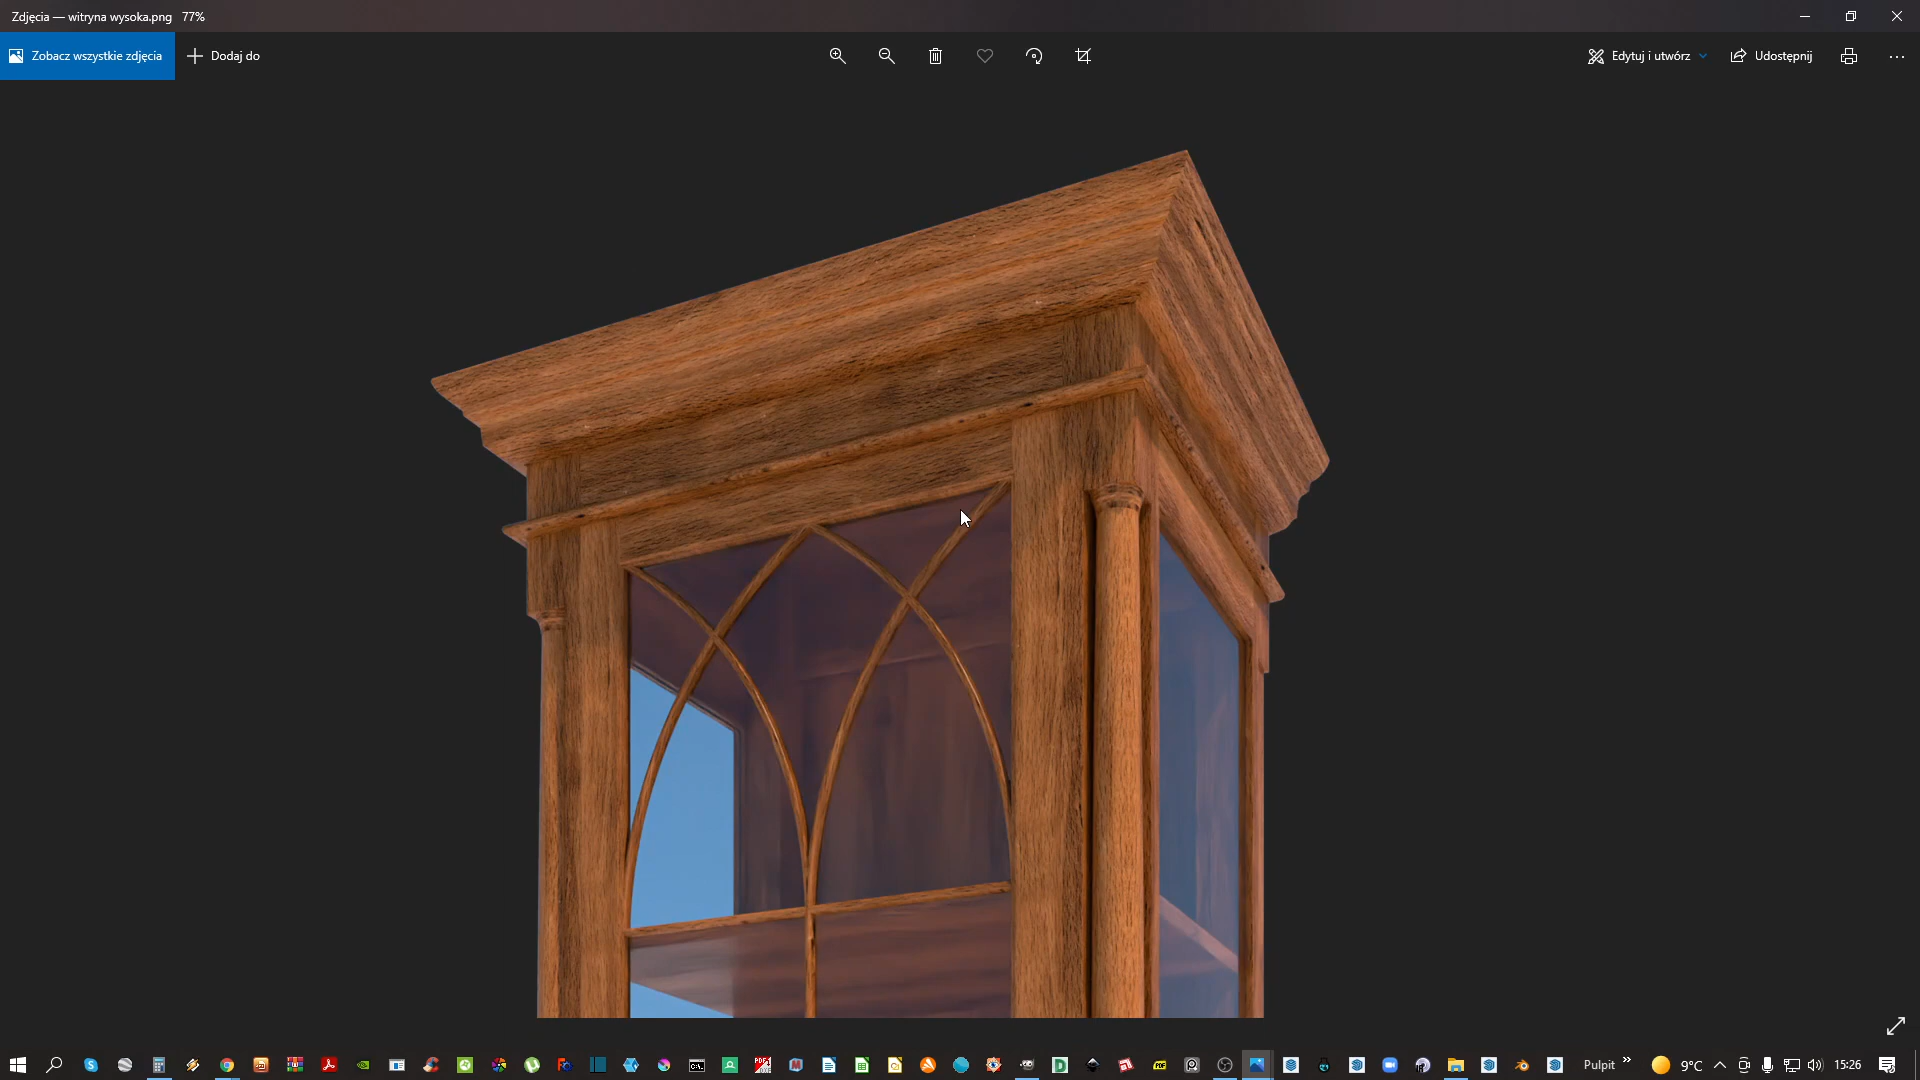 Zdjęcia — witryna wysoka.png 77%
Zobacz wszystkie zdjęcia
Dodaj do
Edytuj i utwórz
Udostępnij
Pulpit
9°C
15:26